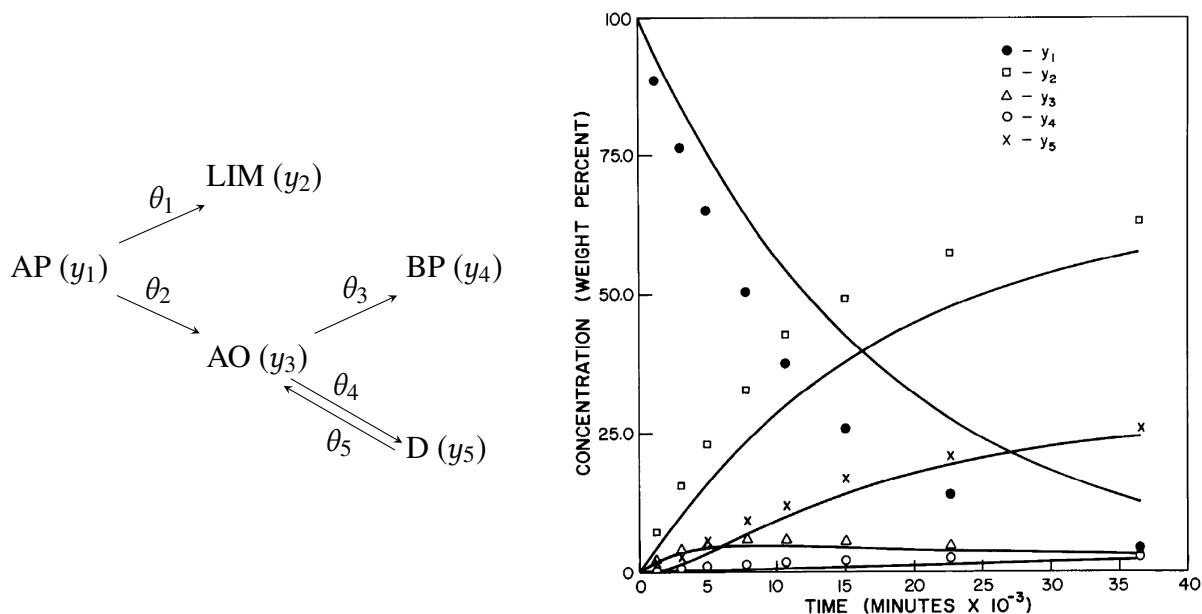 LIM (y₂)
θ₁
AP (y₁)
BP (y₄)
θ₂
θ₃
AO (y₃)
θ₄
θ₅
D (y₅)
100
75.0
50.0
25.0
0
CONCENTRATION (WEIGHT PERCENT)
● – y₁
□ – y₂
△ – y₃
○ – y₄
x – y₅
0 5 10 15 20 25 30 35 40
TIME (MINUTES X 10⁻³)